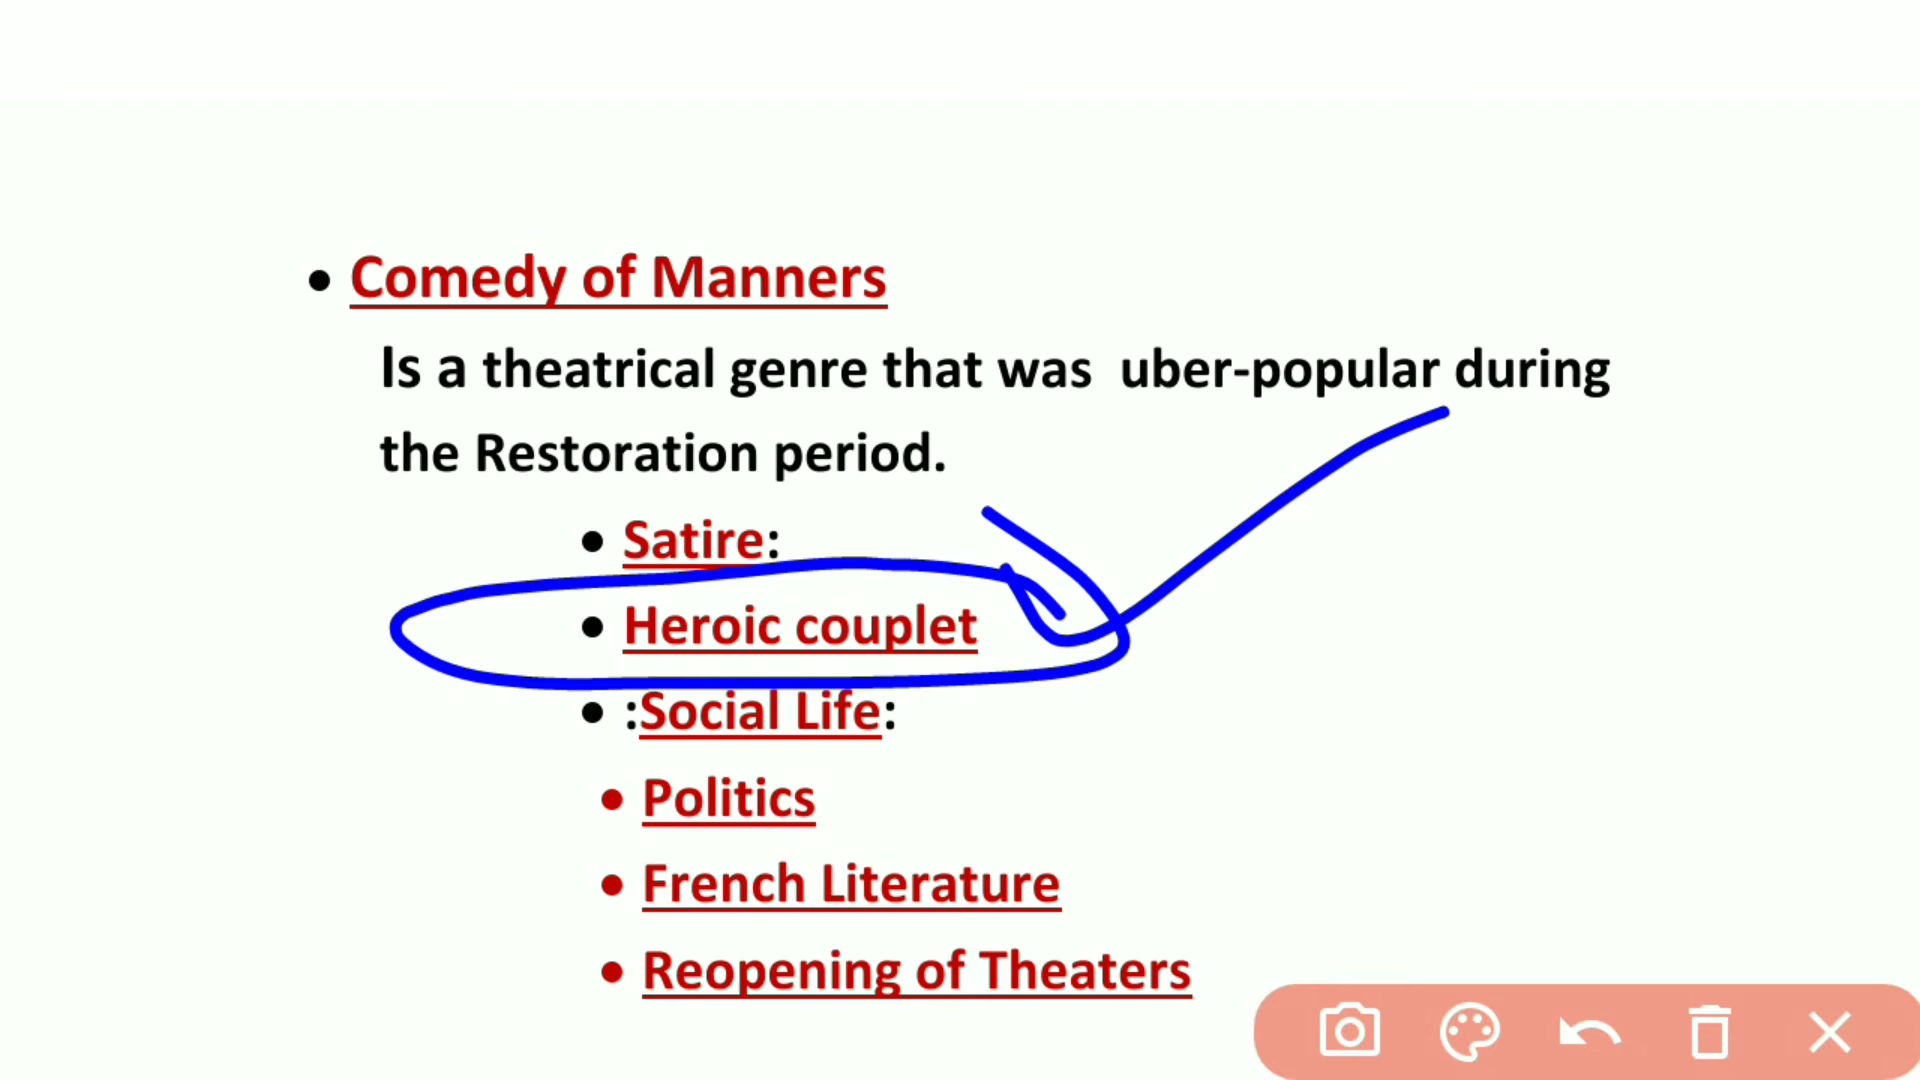 • Comedy of Manners
Is a theatrical genre that was uber-popular during
the Restoration period.
• Satire:
• Heroic couplet
• :Social Life:
• Politics
• French Literature
• Reopening of Theaters